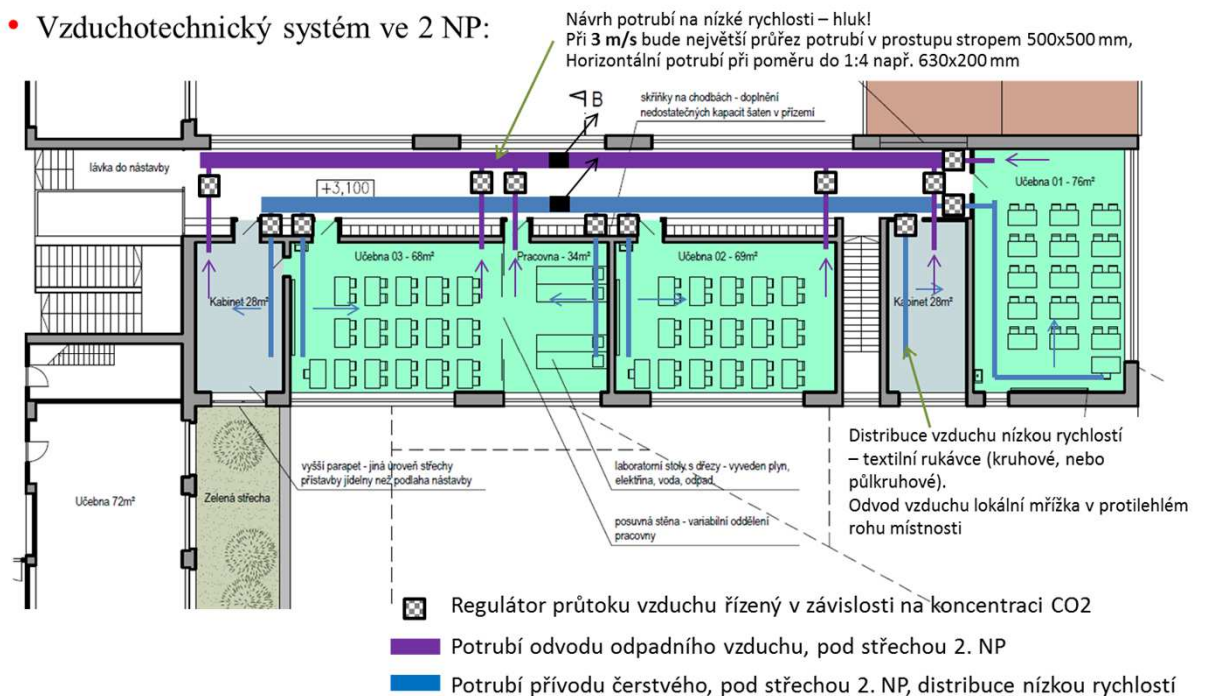 • Vzduchotechnický systém ve 2 NP:
Návrh potrubí na nízké rychlosti – hluk!
Při 3 m/s bude největší průřez potrubí v prostupu stropem 500x500 mm,
Horizontální potrubí při poměru do 1:4 např. 630x200 mm
B
skříňky na chodbách - doplnění
nedostatečných kapacit šaten v přízemí
lávka do nástavby
+3,100
Učebna 01 - 76m²
Učebna 03 - 68m²
Pracovna - 34m²
Učebna 02 - 69m²
Kabinet 28m²
Kabinet 28m²
Distribuce vzduchu nízkou rychlostí
– textilní rukávce (kruhové, nebo
půlkruhové).
Odvod vzduchu lokální mřížka v protilehlém
rohu místnosti
vyšší parapet - jiná úroveň střechy
přístavby jídelny než podlaha nástavby
laboratorní stoly s dřezy - vyveden plyn,
elektřina, voda, odpad
Učebna 72m²
Zelená střecha
posuvná stěna - variabilní oddělení
pracovny
Regulátor průtoku vzduchu řízený v závislosti na koncentraci CO2
Potrubí odvodu odpadního vzduchu, pod střechou 2. NP
Potrubí přívodu čerstvého, pod střechou 2. NP, distribuce nízkou rychlostí